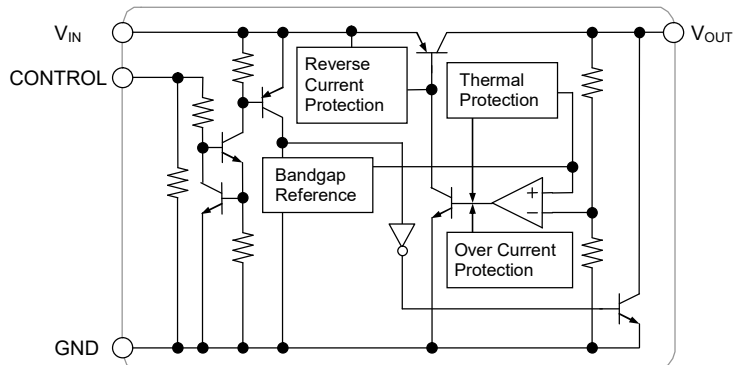 VIN
VOUT
CONTROL
Reverse
Current
Protection
Thermal
Protection
Bandgap
Reference
+
−
Over Current
Protection
GND